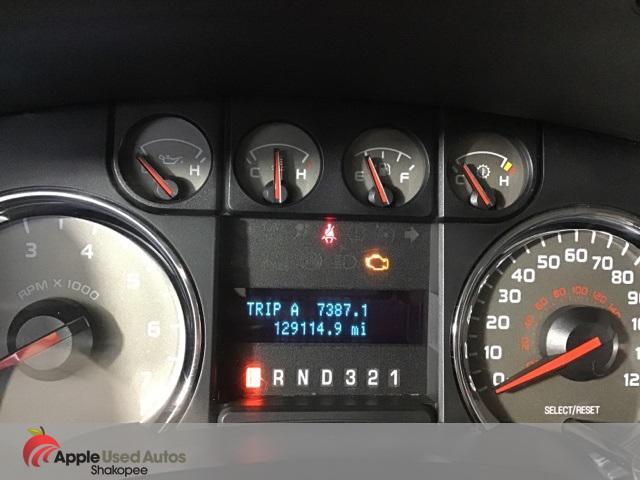 H
C H
E F
C H
3 4 5 6 7
RPM X 1000
0 10 20 30 40 50 60 70 80 90
TRIP A 7387.1
129114.9 mi
R N D 3 2 1
SELECT/RESET
Apple Used Autos
Shakopee